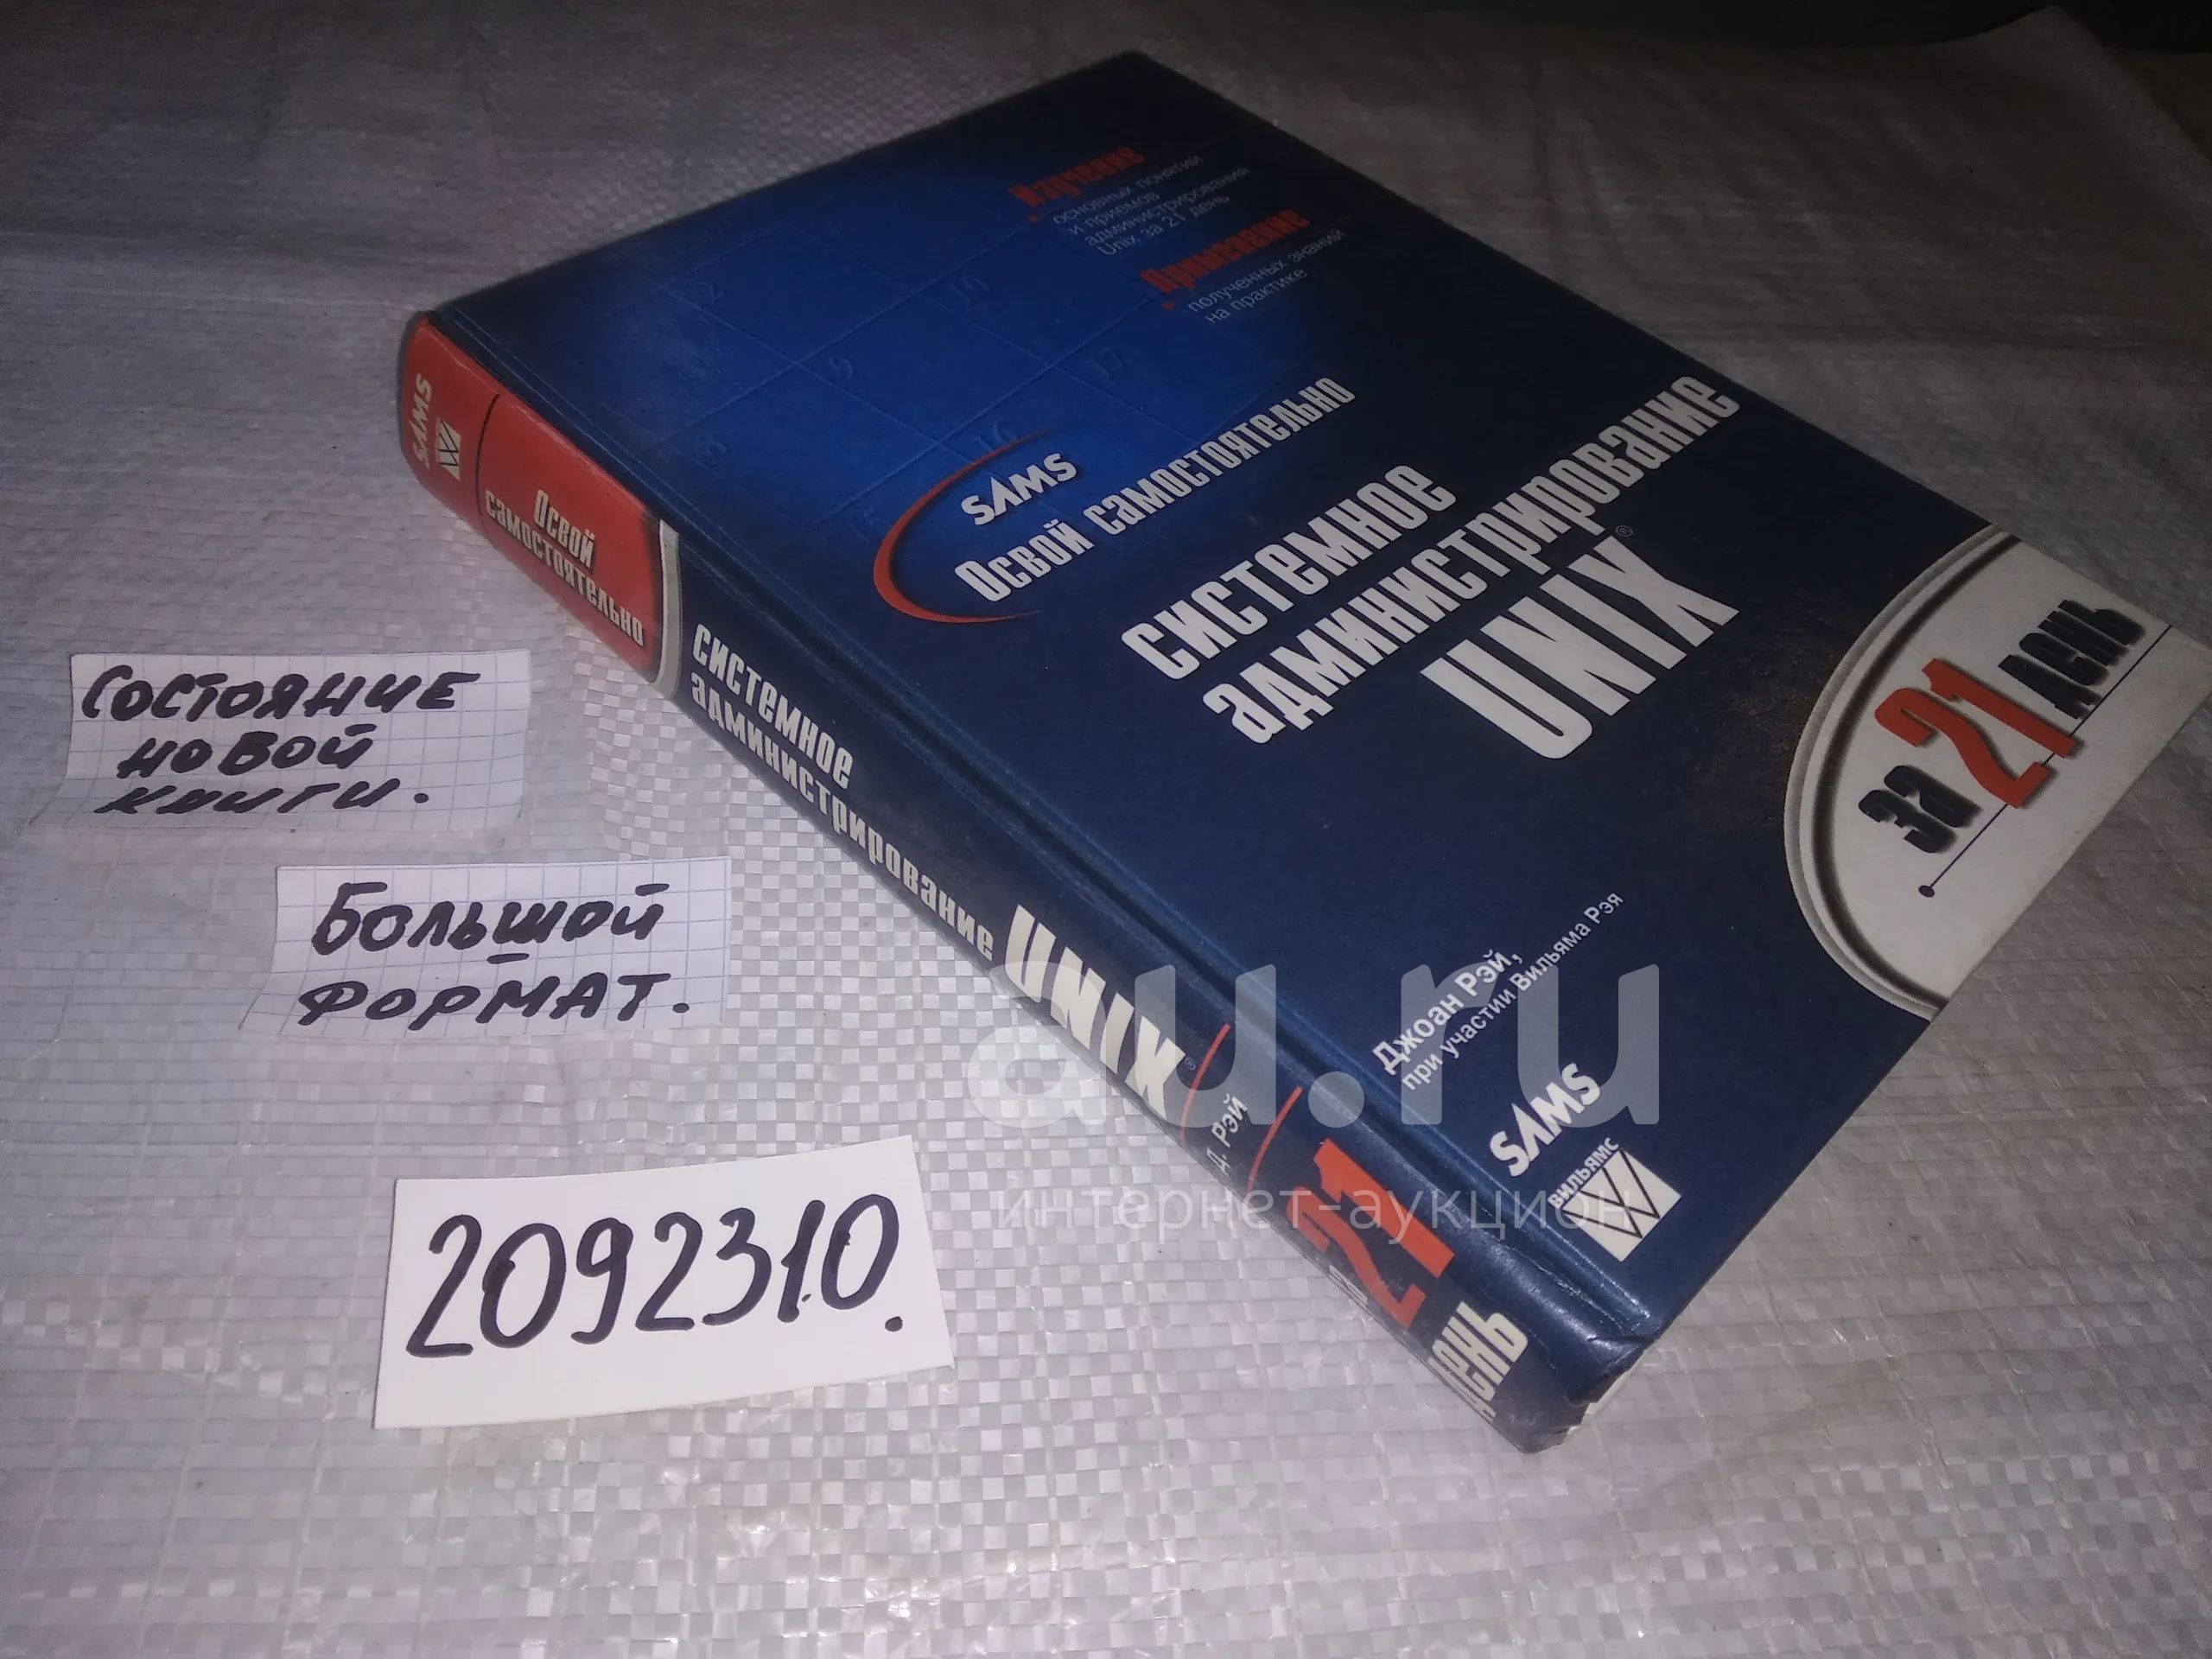 Изучение
основных понятий
и приемов
администрирования
Unix за 21 день
Применение
полученных знаний
на практике
SAMS
Освой самостоятельно
системное
администрирование
UNIX®
за 21 день
Джоан Рэй,
при участии Вильяма Рэя
SAMS
ВИЛЬЯМС
SAMS
Освой
самостоятельно
системное
администрирование
UNIX®
Д. Рэй
21
день
Состояние
новой
книги.
Большой
формат.
2092310.
au.ru
интернет-аукцион